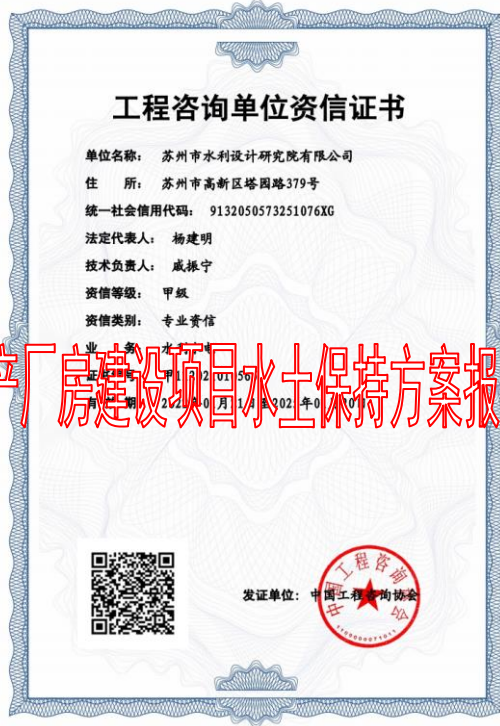 工程咨询单位资信证书
单位名称： 苏州市水利设计研究院有限公司
住 所： 苏州市高新区塔园路379号
统一社会信用代码： 9132050573251076XG
法定代表人： 杨建明
技术负责人： 戚振宁
资信等级： 甲级
资信类别： 专业资信
业 务
产厂房建设项目水土保持方案报
发证单位：中国工程咨询协会
中国工程咨询协会